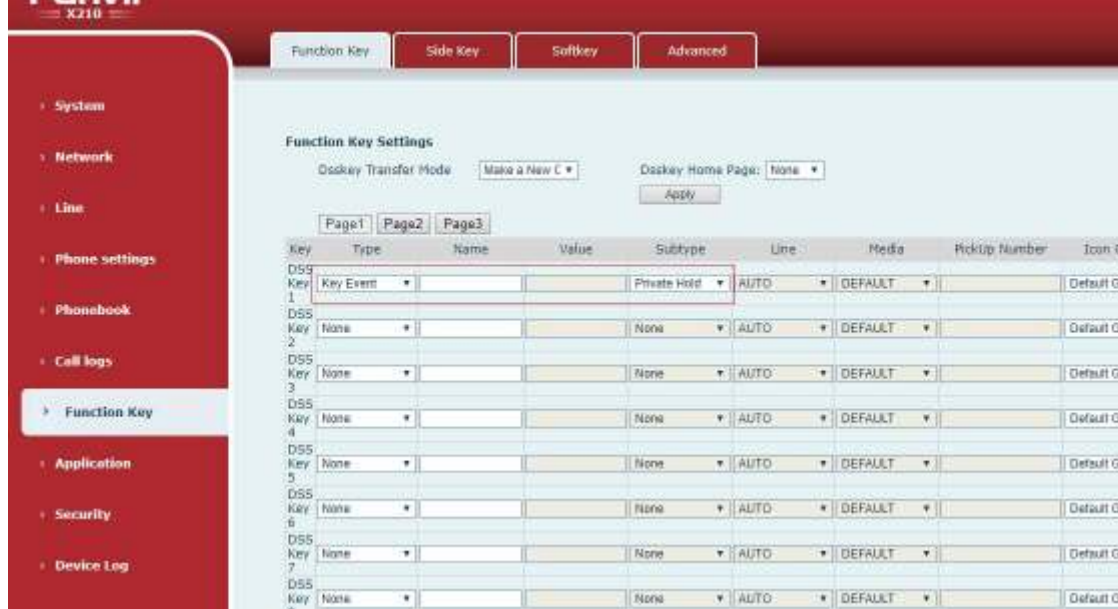 X210
Function Key Side Key Softkey Advanced
System
Network
Line
Phone settings
Phonebook
Call logs
Function Key
Application
Security
Device Log
Function Key Settings
Dsskey Transfer Mode Make a New C Dsskey Home Page: None
Apply
Page1 Page2 Page3
Key Type Name Value Subtype Line Media PickUp Number Icon
DSS Key 1 Key Event Private Hold AUTO DEFAULT Default G
DSS Key 2 None None AUTO DEFAULT Default G
DSS Key 3 None None AUTO DEFAULT Default G
DSS Key 4 None None AUTO DEFAULT Default G
DSS Key 5 None None AUTO DEFAULT Default G
DSS Key 6 None None AUTO DEFAULT Default G
DSS Key 7 None None AUTO DEFAULT Default G
DSS Key None None AUTO DEFAULT Default G